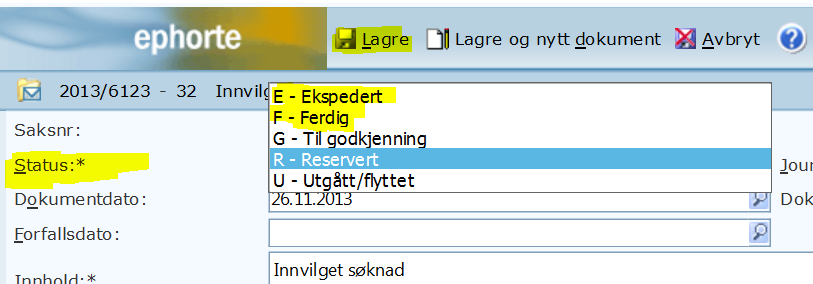 ephorte Lagre Lagre og nytt dokument Avbryt ?
2013/6123 - 32 Innvilg
E - Ekspedert
F - Ferdig
G - Til godkjenning
R - Reservert
U - Utgått/flyttet
Saksnr:
Status:* Jour
Dokumentdato: 26.11.2013 Dok
Forfallsdato:
Innhold:* Innvilget søknad